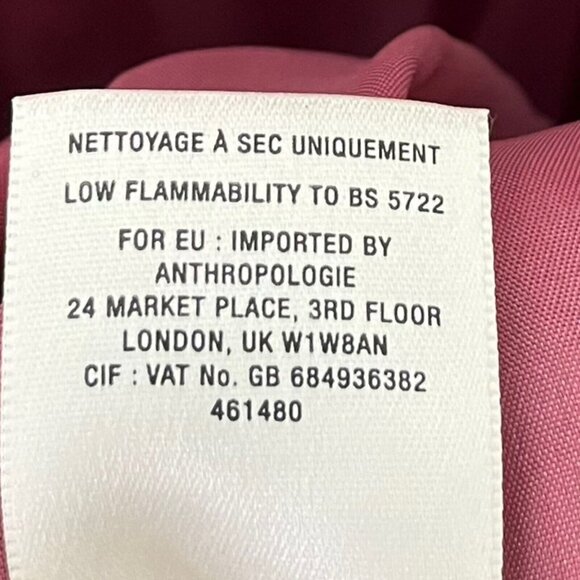 NETTOYAGE À SEC UNIQUEMENT
LOW FLAMMABILITY TO BS 5722
FOR EU : IMPORTED BY
ANTHROPOLOGIE
24 MARKET PLACE, 3RD FLOOR
LONDON, UK W1W8AN
CIF : VAT No. GB 684936382
461480